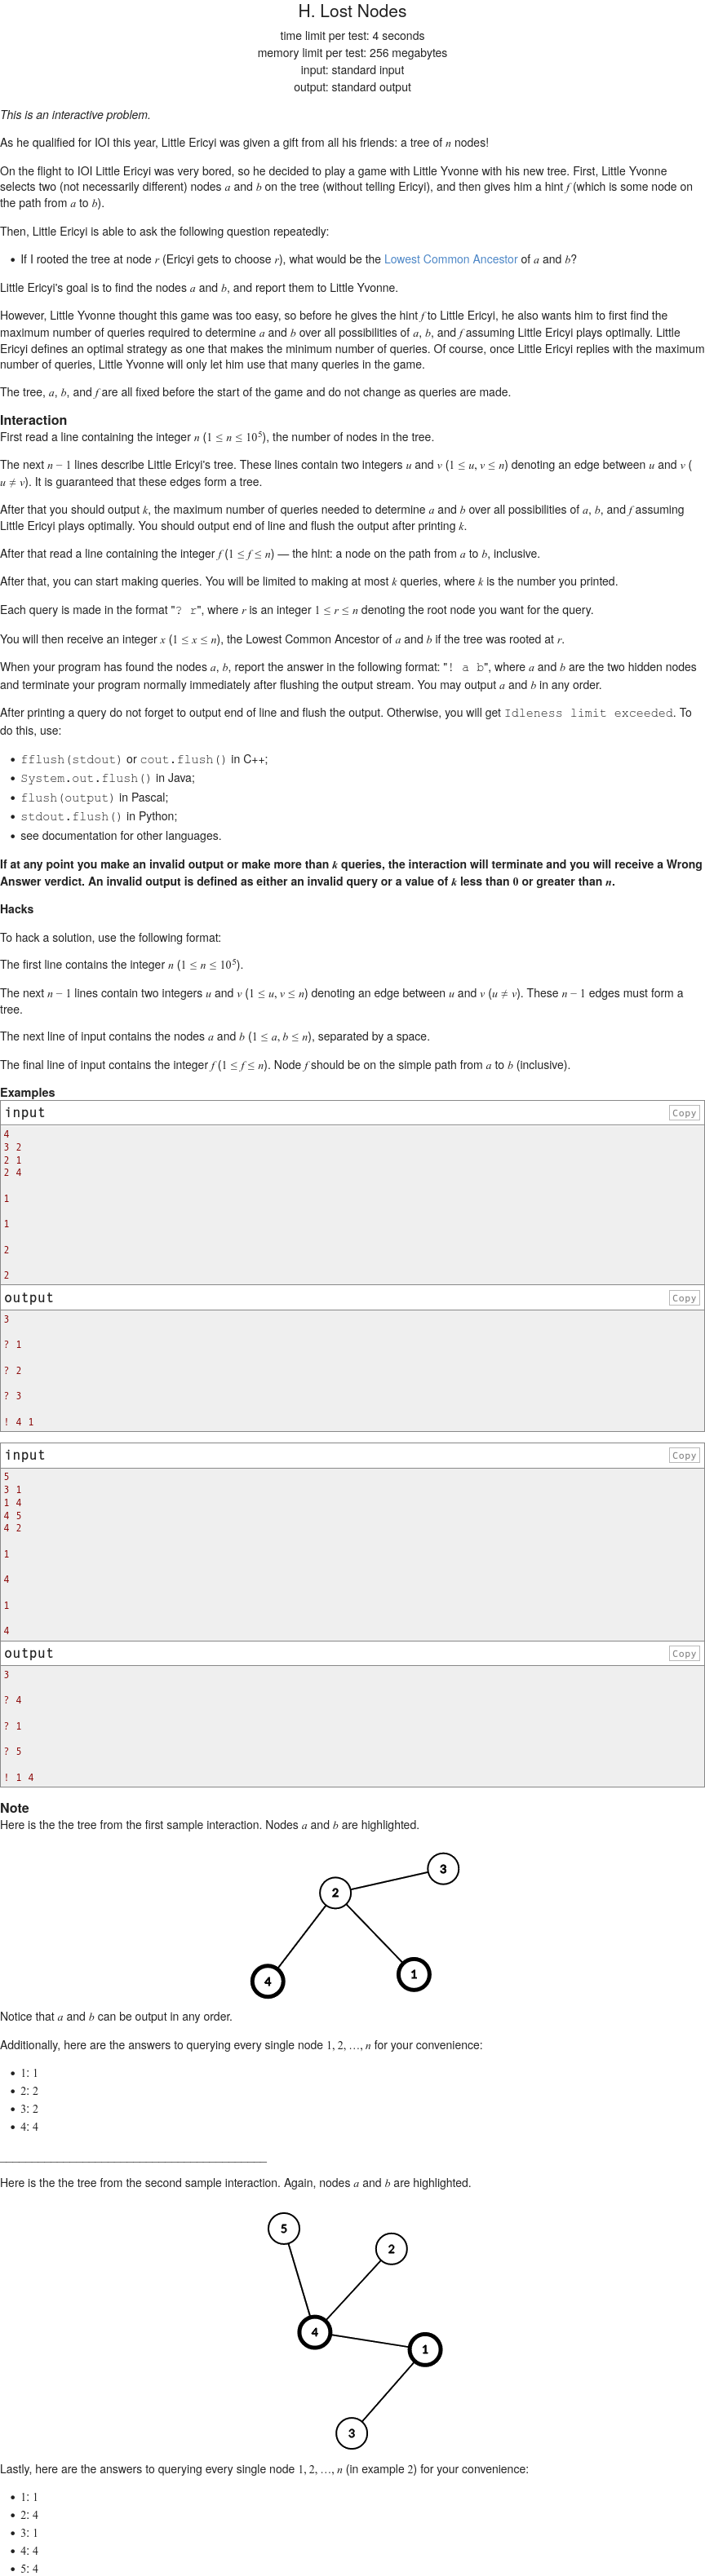 H. Lost Nodes
time limit per test: 4 seconds
memory limit per test: 256 megabytes
input: standard input
output: standard output
This is an interactive problem.
As he qualified for IOI this year, Little Ericyi was given a gift from all his friends: a tree of n nodes!
On the flight to IOI Little Ericyi was very bored, so he decided to play a game with Little Yvonne with his new tree. First, Little Yvonne
selects two (not necessarily different) nodes a and b on the tree (without telling Ericyi), and then gives him a hint f (which is some node on
the path from a to b).
Then, Little Ericyi is able to ask the following question repeatedly:
• If I rooted the tree at node r (Ericyi gets to choose r), what would be the Lowest Common Ancestor of a and b?
Little Ericyi's goal is to find the nodes a and b, and report them to Little Yvonne.
However, Little Yvonne thought this game was too easy, so before he gives the hint f to Little Ericyi, he also wants him to first find the
maximum number of queries required to determine a and b over all possibilities of a, b, and f assuming Little Ericyi plays optimally. Little
Ericyi defines an optimal strategy as one that makes the minimum number of queries. Of course, once Little Ericyi replies with the maximum
number of queries, Little Yvonne will only let him use that many queries in the game.
The tree, a, b, and f are all fixed before the start of the game and do not change as queries are made.
Interaction
First read a line containing the integer n (1 ≤ n ≤ 10⁵), the number of nodes in the tree.
The next n − 1 lines describe Little Ericyi's tree. These lines contain two integers u and v (1 ≤ u, v ≤ n) denoting an edge between u and v (
u ≠ v). It is guaranteed that these edges form a tree.
After that you should output k, the maximum number of queries needed to determine a and b over all possibilities of a, b, and f assuming
Little Ericyi plays optimally. You should output end of line and flush the output after printing k.
After that read a line containing the integer f (1 ≤ f ≤ n) — the hint: a node on the path from a to b, inclusive.
After that, you can start making queries. You will be limited to making at most k queries, where k is the number you printed.
Each query is made in the format "? r", where r is an integer 1 ≤ r ≤ n denoting the root node you want for the query.
You will then receive an integer x (1 ≤ x ≤ n), the Lowest Common Ancestor of a and b if the tree was rooted at r.
When your program has found the nodes a, b, report the answer in the following format: "! a b", where a and b are the two hidden nodes
and terminate your program normally immediately after flushing the output stream. You may output a and b in any order.
After printing a query do not forget to output end of line and flush the output. Otherwise, you will get Idleness limit exceeded. To
do this, use:
• fflush(stdout) or cout.flush() in C++;
• System.out.flush() in Java;
• flush(output) in Pascal;
• stdout.flush() in Python;
• see documentation for other languages.
If at any point you make an invalid output or make more than k queries, the interaction will terminate and you will receive a Wrong
Answer verdict. An invalid output is defined as either an invalid query or a value of k less than 0 or greater than n.
Hacks
To hack a solution, use the following format:
The first line contains the integer n (1 ≤ n ≤ 10⁵).
The next n − 1 lines contain two integers u and v (1 ≤ u, v ≤ n) denoting an edge between u and v (u ≠ v). These n − 1 edges must form a
tree.
The next line of input contains the nodes a and b (1 ≤ a, b ≤ n), separated by a space.
The final line of input contains the integer f (1 ≤ f ≤ n). Node f should be on the simple path from a to b (inclusive).
Examples
input Copy
4
3 2
2 1
2 4
1
1
2
2
output Copy
3
? 1
? 2
? 3
! 4 1
input Copy
5
3 1
1 4
4 5
4 2
1
4
1
4
output Copy
3
? 4
? 1
? 5
! 1 4
Note
Here is the the tree from the first sample interaction. Nodes a and b are highlighted.
3
2
4
1
Notice that a and b can be output in any order.
Additionally, here are the answers to querying every single node 1, 2, …, n for your convenience:
• 1: 1
• 2: 2
• 3: 2
• 4: 4
Here is the the tree from the second sample interaction. Again, nodes a and b are highlighted.
5
2
4
1
3
Lastly, here are the answers to querying every single node 1, 2, …, n (in example 2) for your convenience:
• 1: 1
• 2: 4
• 3: 1
• 4: 4
• 5: 4